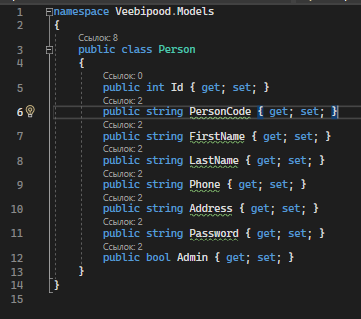 1 namespace Veebipood.Models
2 {
Ссылок: 8
3 public class Person
4 {
Ссылок: 0
5 public int Id { get; set; }
Ссылок: 2
6 public string PersonCode { get; set; }
Ссылок: 2
7 public string FirstName { get; set; }
Ссылок: 2
8 public string LastName { get; set; }
Ссылок: 2
9 public string Phone { get; set; }
Ссылок: 2
10 public string Address { get; set; }
Ссылок: 2
11 public string Password { get; set; }
Ссылок: 2
12 public bool Admin { get; set; }
13 }
14 }
15